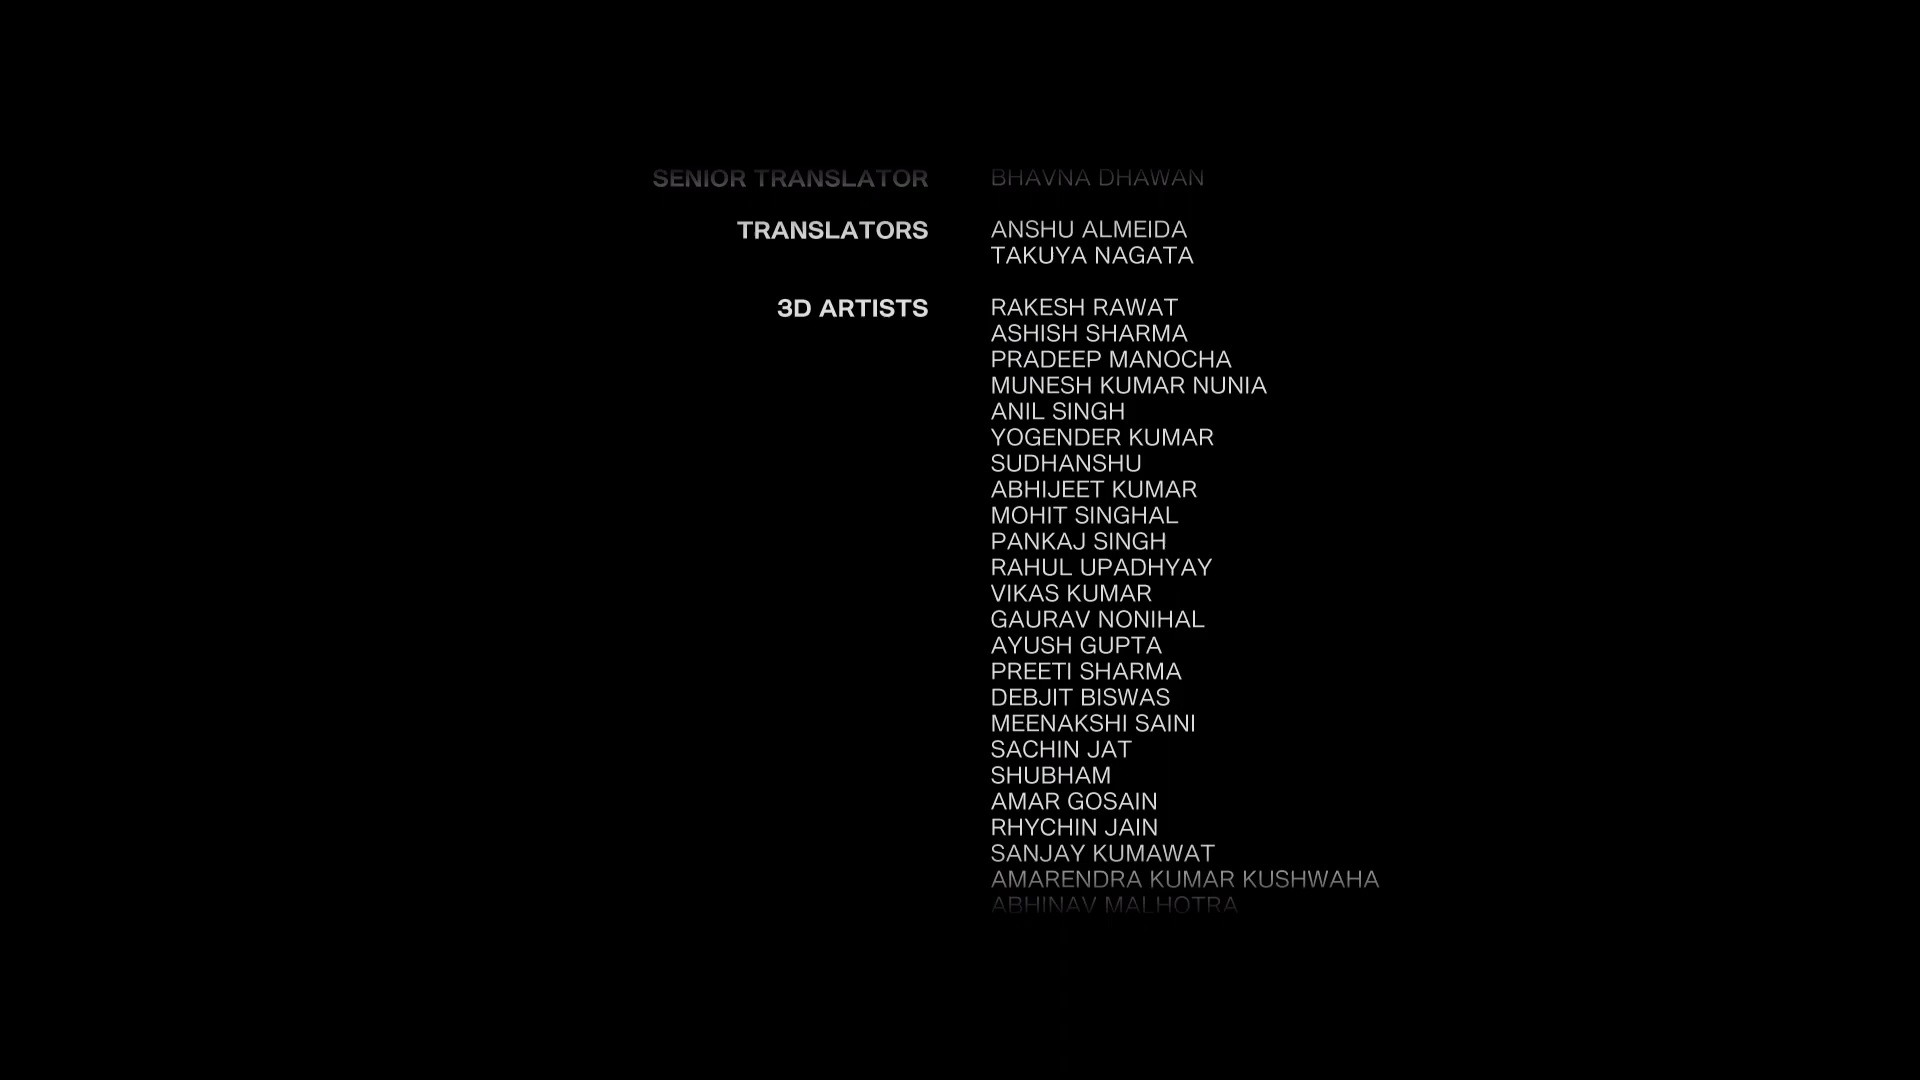 SENIOR TRANSLATOR BHAVNA DHAWAN
TRANSLATORS ANSHU ALMEIDA
TAKUYA NAGATA
3D ARTISTS RAKESH RAWAT
ASHISH SHARMA
PRADEEP MANOCHA
MUNESH KUMAR NUNIA
ANIL SINGH
YOGENDER KUMAR
SUDHANSHU
ABHIJEET KUMAR
MOHIT SINGHAL
PANKAJ SINGH
RAHUL UPADHYAY
VIKAS KUMAR
GAURAV NONIHAL
AYUSH GUPTA
PREETI SHARMA
DEBJIT BISWAS
MEENAKSHI SAINI
SACHIN JAT
SHUBHAM
AMAR GOSAIN
RHYCHIN JAIN
SANJAY KUMAWAT
AMARENDRA KUMAR KUSHWAHA
ABHINAV MALHOTRA